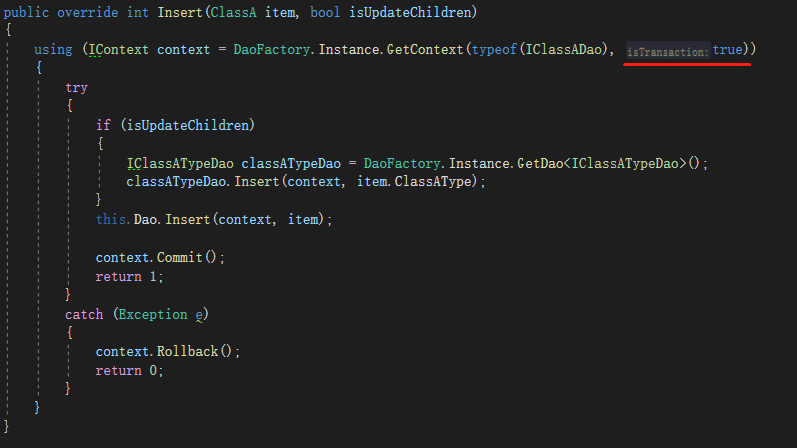 public override int Insert(ClassA item, bool isUpdateChildren)
{
using (IContext context = DaoFactory.Instance.GetContext(typeof(IClassADao), isTransaction: true))
{
try
{
if (isUpdateChildren)
{
IClassATypeDao classATypeDao = DaoFactory.Instance.GetDao<IClassATypeDao>();
classATypeDao.Insert(context, item.ClassAType);
}
this.Dao.Insert(context, item);
context.Commit();
return 1;
}
catch (Exception e)
{
context.Rollback();
return 0;
}
}
}